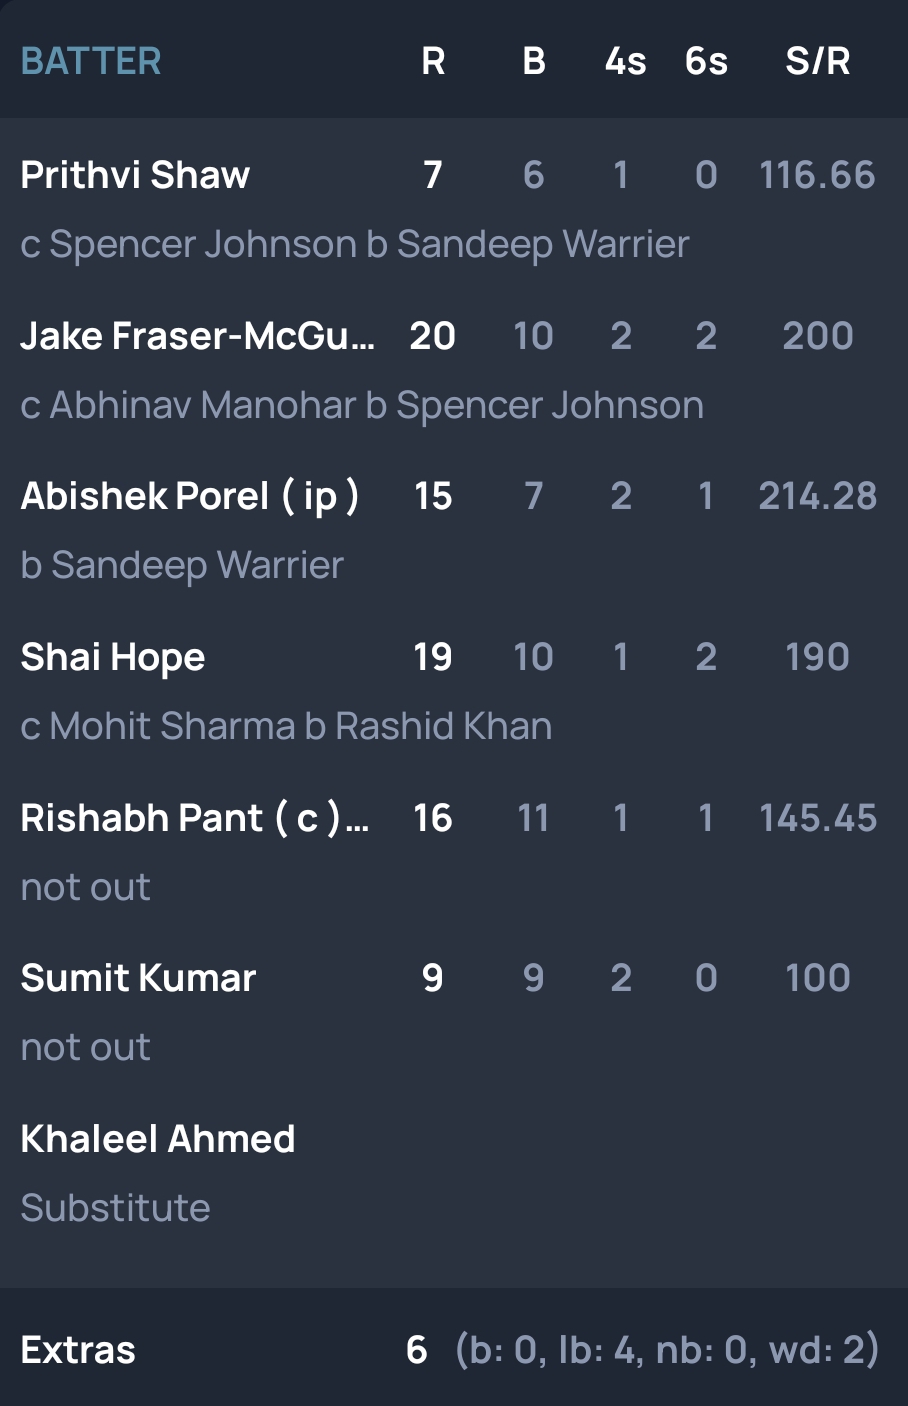 BATTER R B 4s 6s S/R
Prithvi Shaw 7 6 1 0 116.66
c Spencer Johnson b Sandeep Warrier
Jake Fraser-McGu... 20 10 2 2 200
c Abhinav Manohar b Spencer Johnson
Abishek Porel ( ip ) 15 7 2 1 214.28
b Sandeep Warrier
Shai Hope 19 10 1 2 190
c Mohit Sharma b Rashid Khan
Rishabh Pant ( c )... 16 11 1 1 145.45
not out
Sumit Kumar 9 9 2 0 100
not out
Khaleel Ahmed
Substitute
Extras 6 (b: 0, lb: 4, nb: 0, wd: 2)